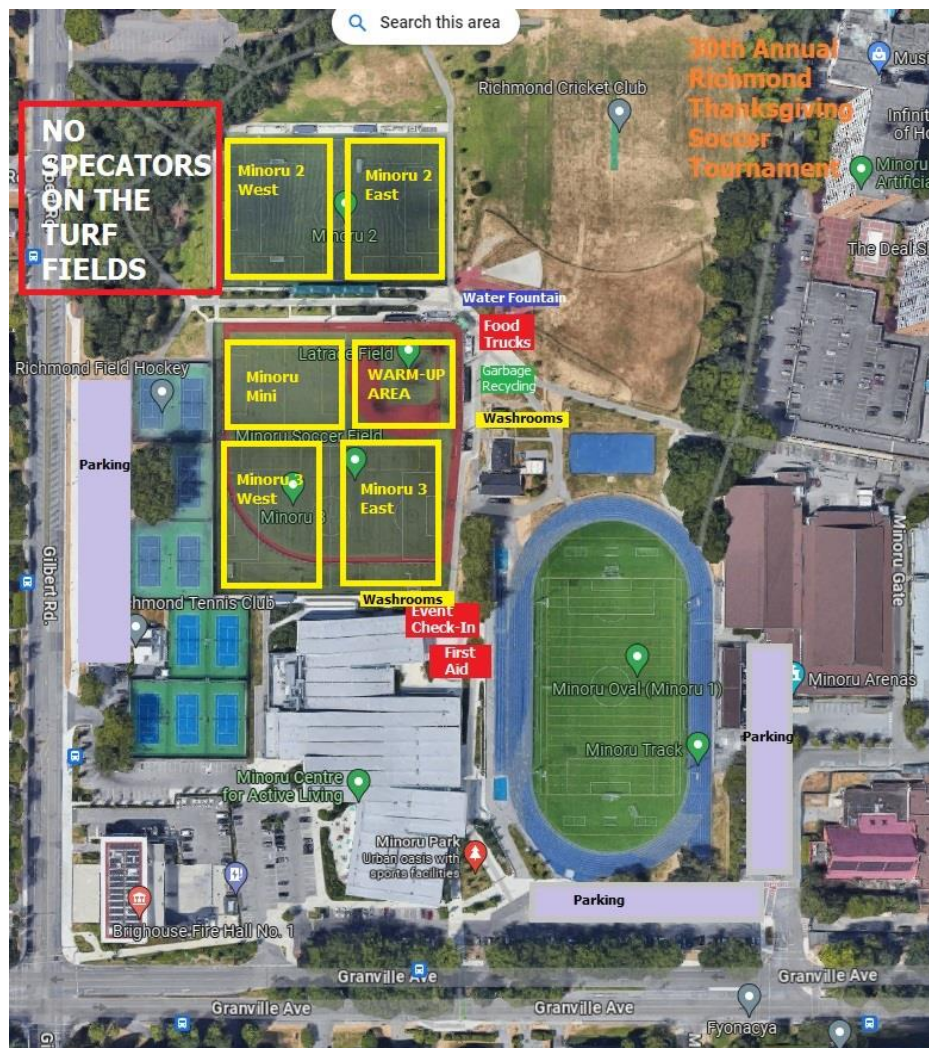 Search this area
30th Annual
Richmond
Thanksgiving
Soccer
Tournament
Richmond Cricket Club
NO
SPECATORS
ON THE
TURF
FIELDS
Minoru 2
West
Minoru 2
East
Minoru 2
Water Fountain
Food
Trucks
Garbage
Recycling
Washrooms
Latrace Field
WARM-UP
AREA
Minoru
Mini
Richmond Field Hockey
Minoru Soccer Field
Parking
Minoru 3
West
Minoru 3
East
Minoru 3
Gilbert Rd.
Minoru Gate
The Deal S
Minoru
Artificia
Infinit
of Ho
Musi
Washrooms
Event
Check-In
First
Aid
chmond Tennis Club
Minoru Oval (Minoru 1)
Minoru Arenas
Minoru Track
Parking
Minoru Centre
for Active Living
Minoru Park
Urban oasis with
sports facilities
Parking
Brighouse Fire Hall No. 1
Granville Ave
Granville Ave
Granville Ave
Granville Ave
Fyonacya